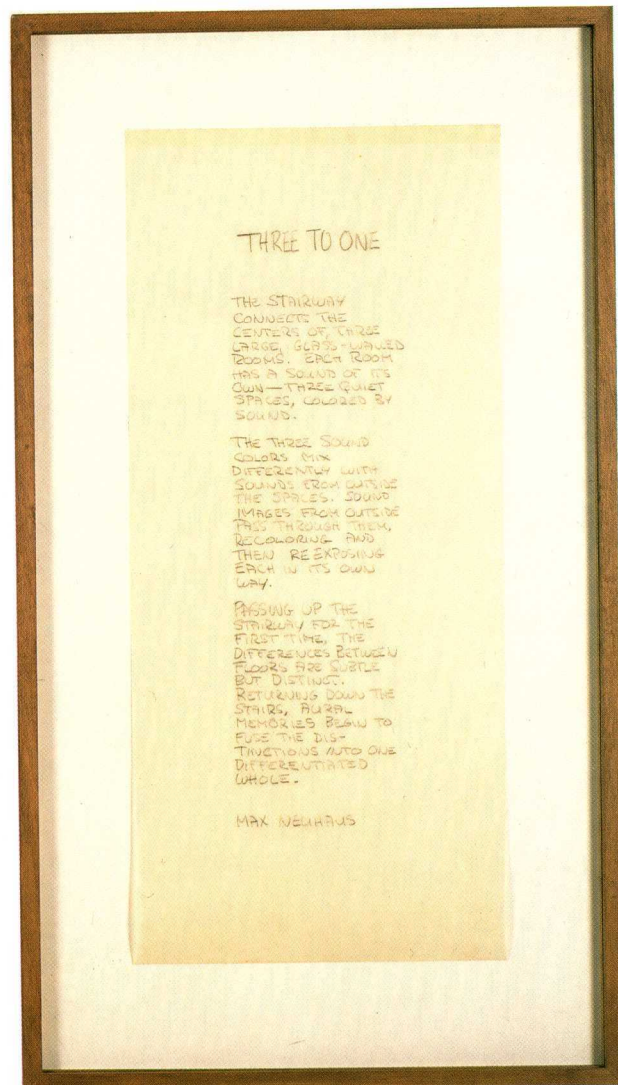 THREE TO ONE
THE STAIRWAY
CONNECTS THE
CENTERS OF THREE
LARGE, GLASS-WALLED
ROOMS. EACH ROOM
HAS A SOUND OF ITS
OWN—THREE QUIET
SPACES, COLORED BY
SOUND.
THE THREE SOUND
COLORS MIX
DIFFERENTLY WITH
SOUNDS FROM OUTSIDE
THE SPACES. SOUND
IMAGES FROM OUTSIDE
PASS THROUGH THEM,
RECOLORING AND
THEN REEXPOSING
EACH IN ITS OWN
WAY.
PASSING UP THE
STAIRWAY FOR THE
FIRST TIME, THE
DIFFERENCES BETWEEN
FLOORS ARE SUBTLE
BUT DISTINCT.
RETURNING DOWN THE
STAIRS, AURAL
MEMORIES BEGIN TO
FUSE THE DIS-
TINCTIONS INTO ONE
DIFFERENTIATED
WHOLE.
MAX NEUHAUS